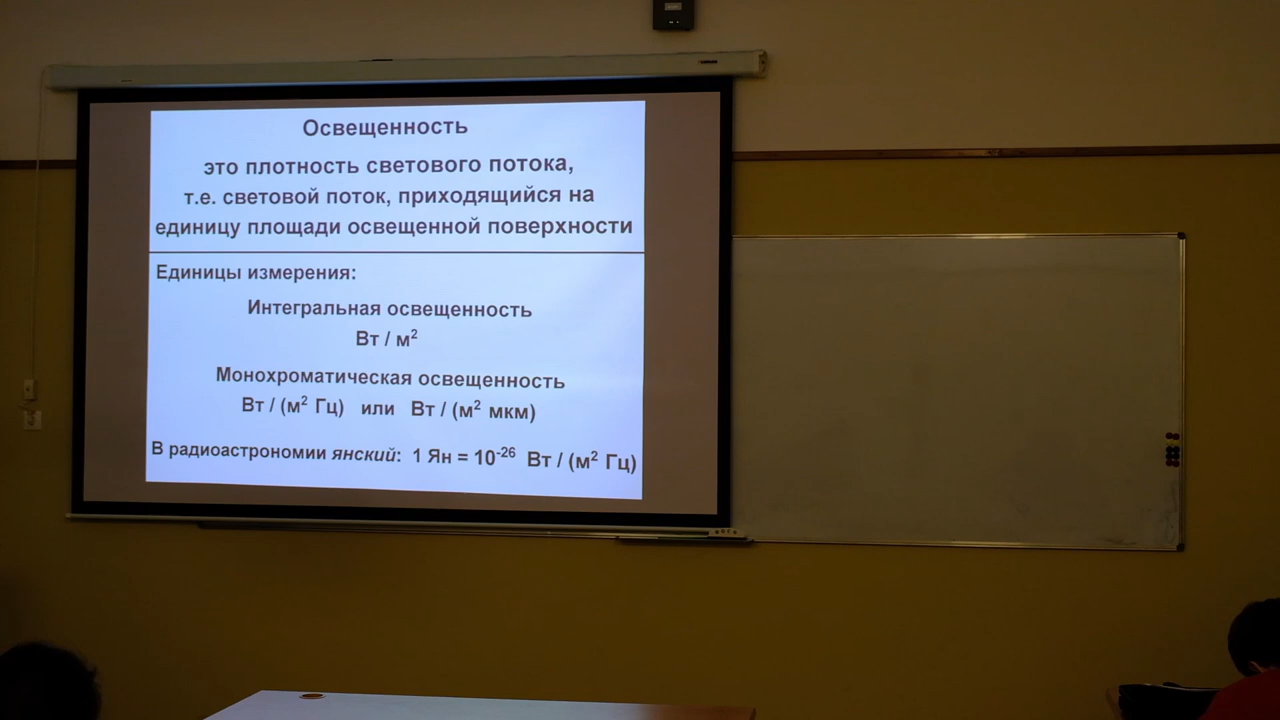 Освещенность
это плотность светового потока,
т.е. световой поток, приходящийся на
единицу площади освещенной поверхности
Единицы измерения:
Интегральная освещенность
Вт / м²
Монохроматическая освещенность
Вт / (м² Гц) или Вт / (м² мкм)
В радиоастрономии янский: 1 Ян = 10⁻²⁶ Вт / (м² Гц)